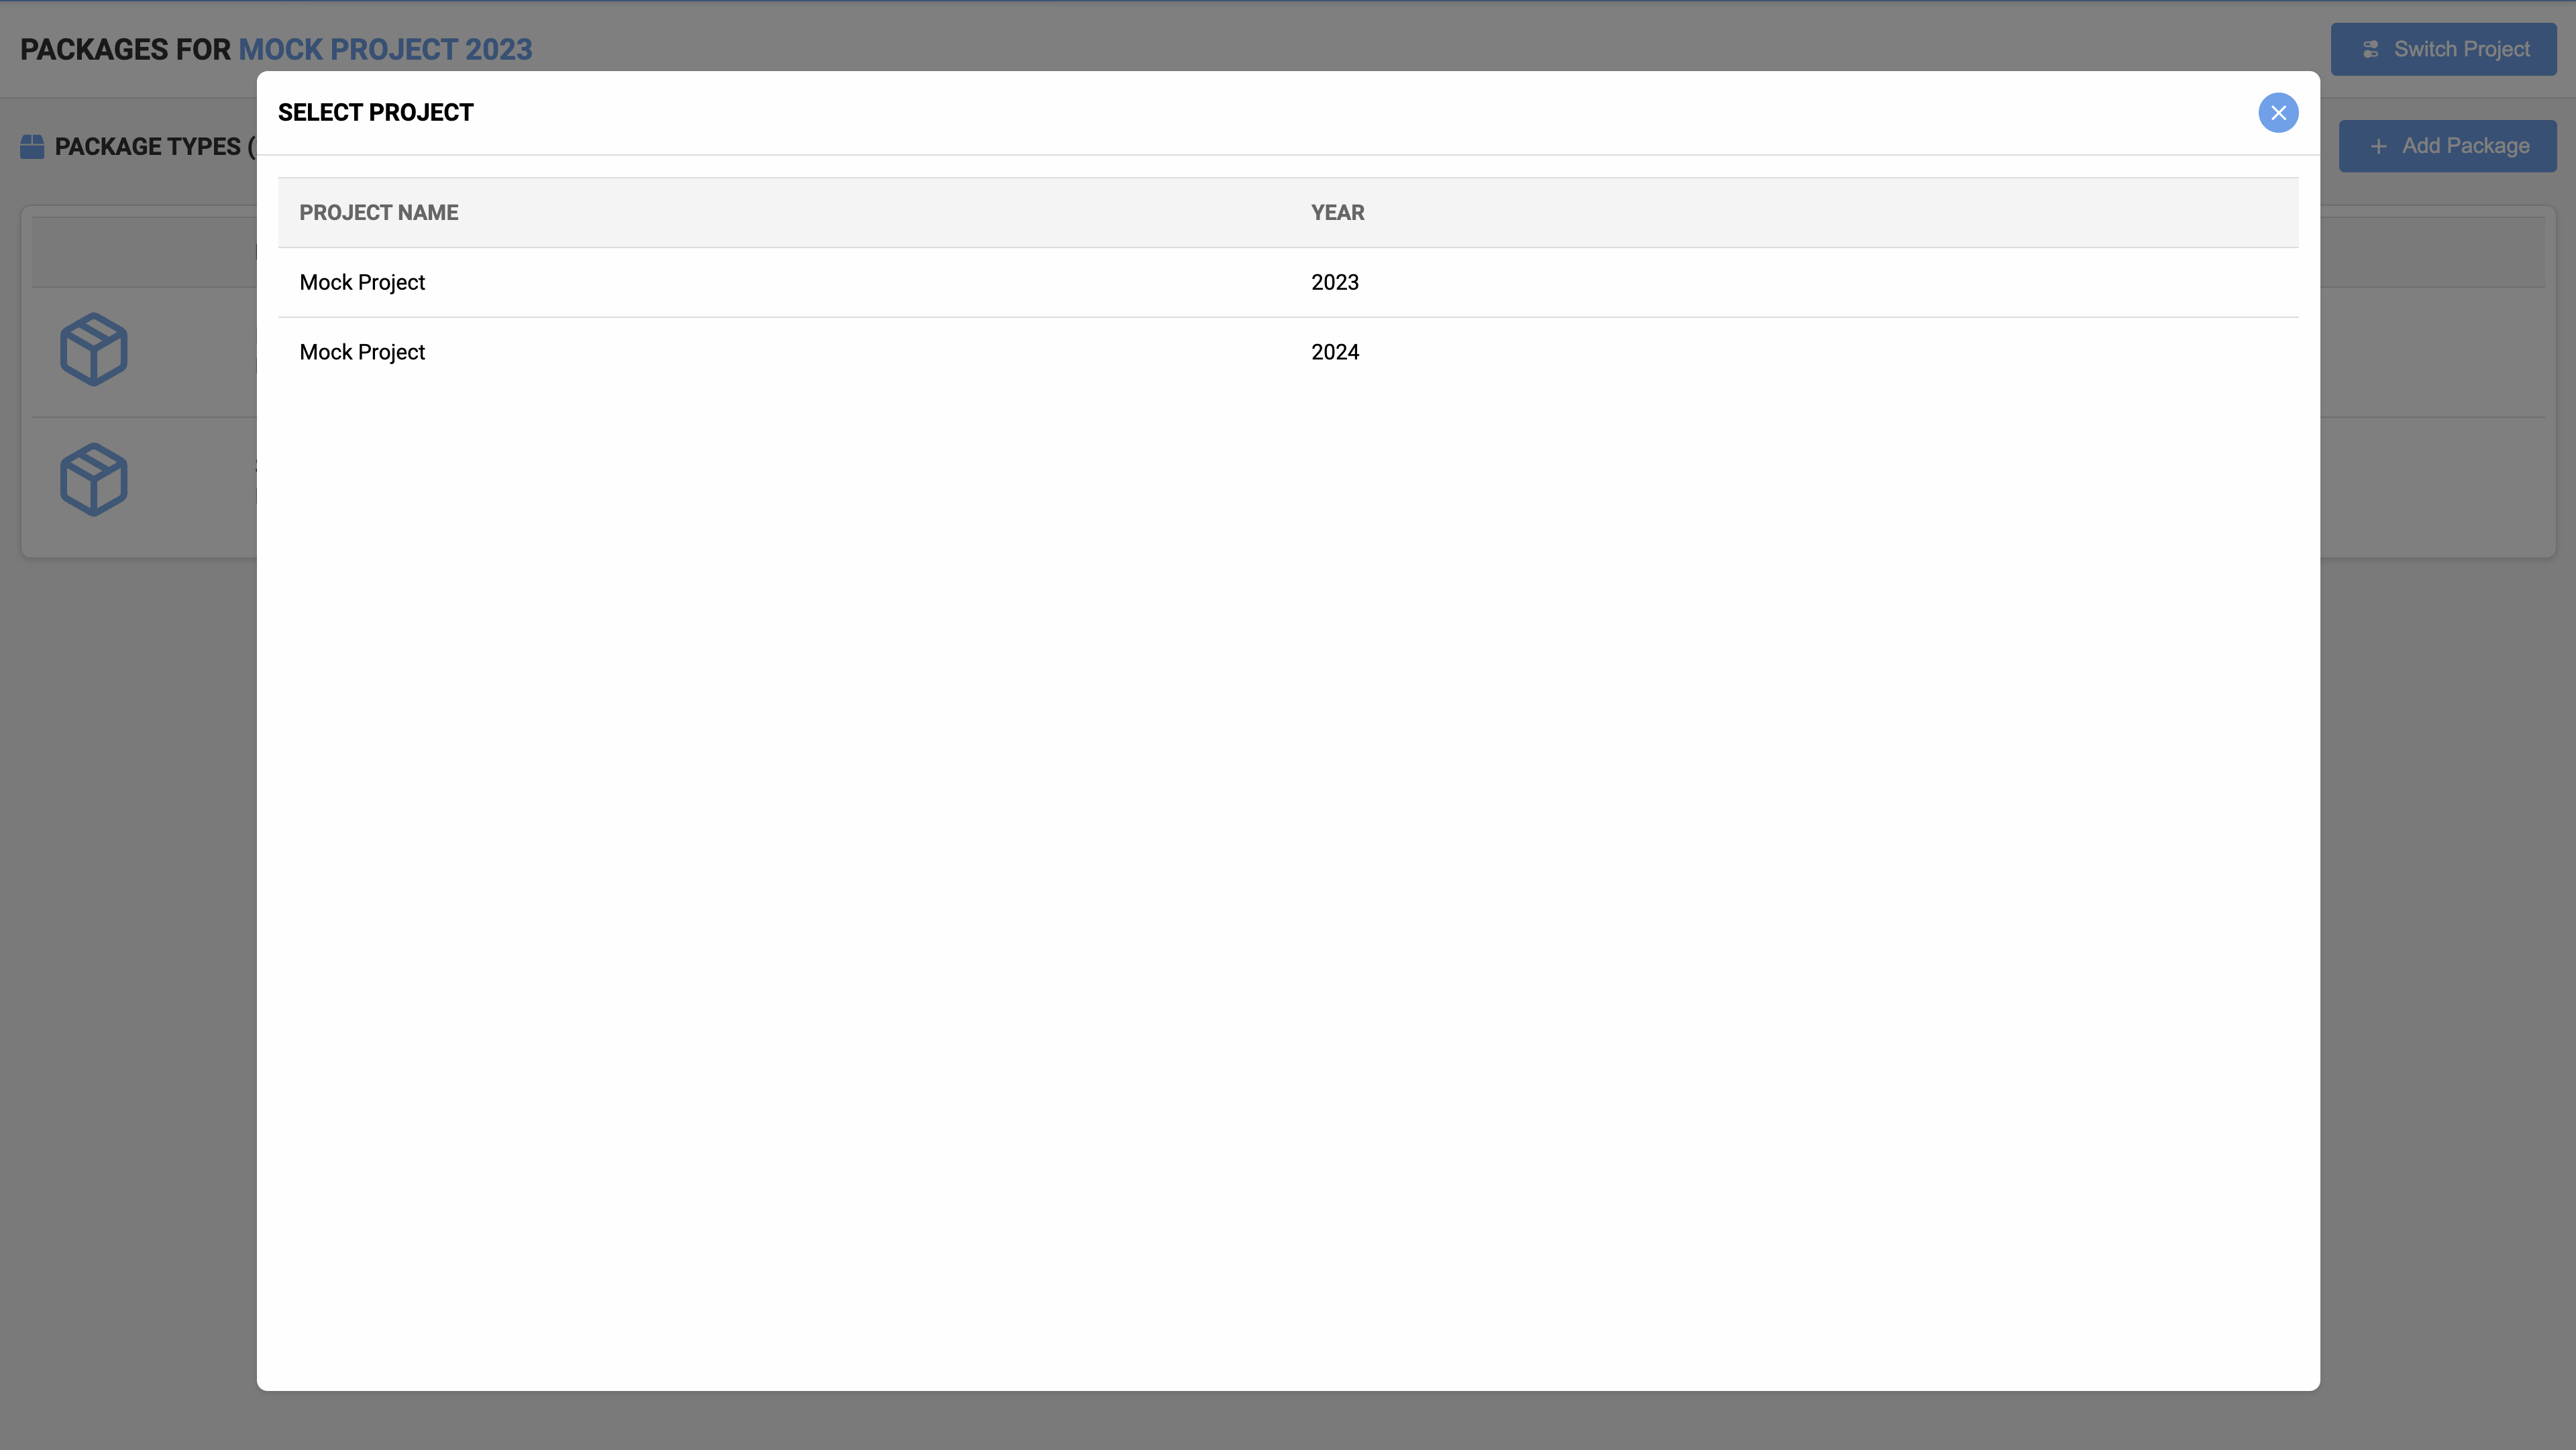 PACKAGES FOR MOCK PROJECT 2023
Switch Project
SELECT PROJECT
PACKAGE TYPES (
Add Package
PROJECT NAME YEAR
Mock Project 2023
Mock Project 2024